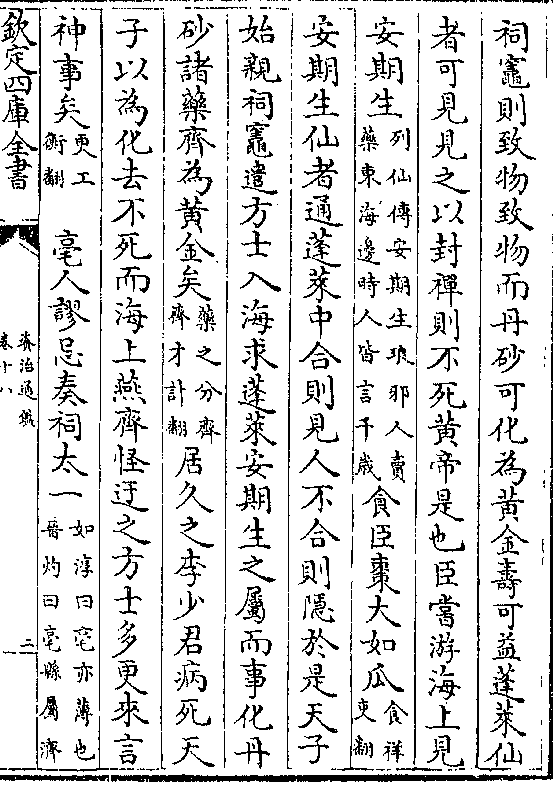 祠竈則致物致物而丹砂可化為黃金壽可益蓬萊仙
者可見見之以封禪則不死黃帝是也臣嘗游海上見
安期生列仙傳安期生琅邪人賣藥東海邊時人皆言千歲食臣棗大如瓜食祥吏翻
安期生仙者通蓬萊中合則見人不合則隱於是天子
始親祠竈遣方士入海求蓬萊安期生之屬而事化丹
砂諸藥齊為黃金矣藥之分齊齊才計翻居久之李少君病死天
子以為化去不死而海上燕齊怪迂之方士多更來言
神事矣更工衡翻　亳人謬忌奏祠太一如淳曰亳亦薄也晉灼曰亳縣屬濟
欽定四庫全書
資治通鑑
卷十八
三